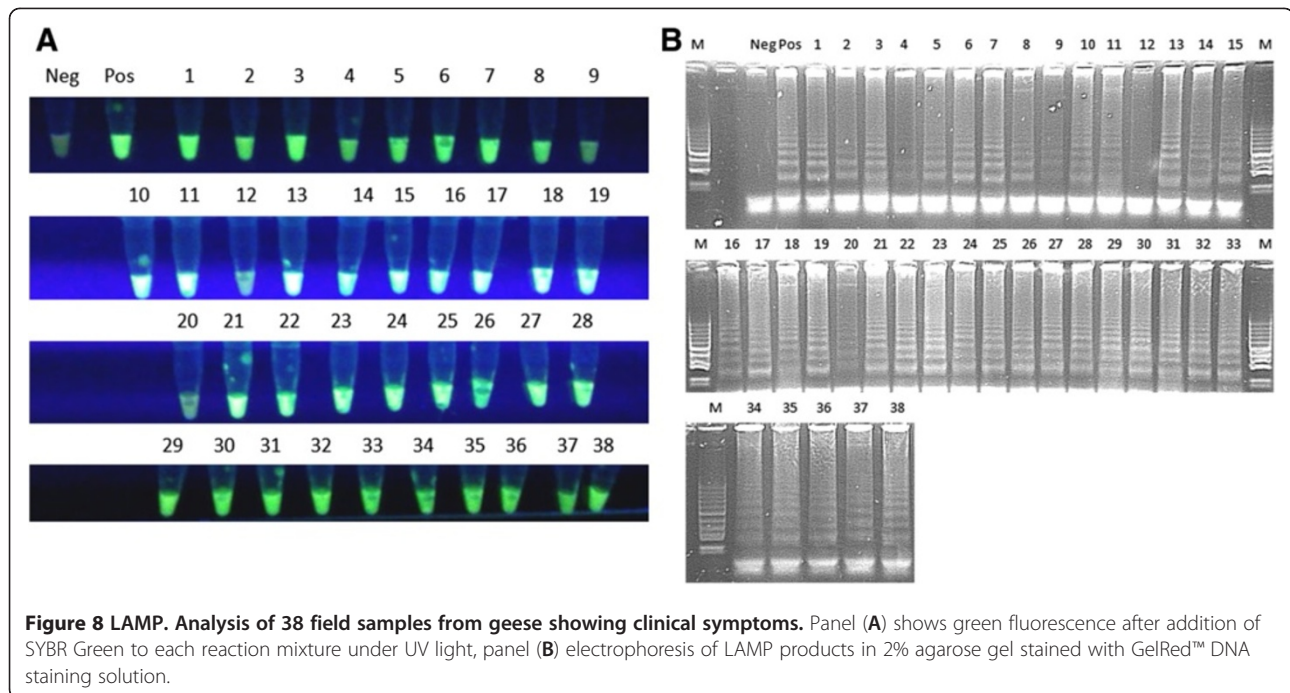 A
Neg Pos 1 2 3 4 5 6 7 8 9
10 11 12 13 14 15 16 17 18 19
20 21 22 23 24 25 26 27 28
29 30 31 32 33 34 35 36 37 38
B
M Neg Pos 1 2 3 4 5 6 7 8 9 10 11 12 13 14 15 M
M 16 17 18 19 20 21 22 23 24 25 26 27 28 29 30 31 32 33 M
M 34 35 36 37 38
Figure 8 LAMP. Analysis of 38 field samples from geese showing clinical symptoms. Panel (A) shows green fluorescence after addition of
SYBR Green to each reaction mixture under UV light, panel (B) electrophoresis of LAMP products in 2% agarose gel stained with GelRed™ DNA
staining solution.